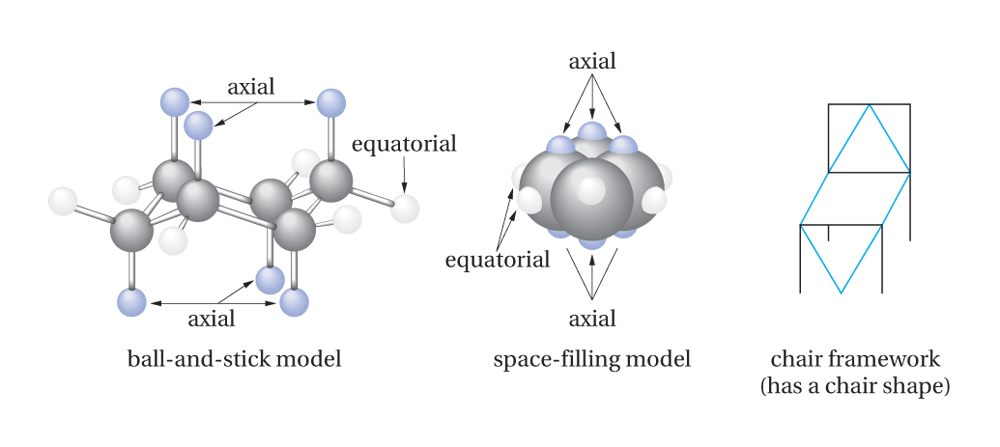 axial
equatorial
axial
ball-and-stick model
axial
equatorial
axial
space-filling model
chair framework
(has a chair shape)